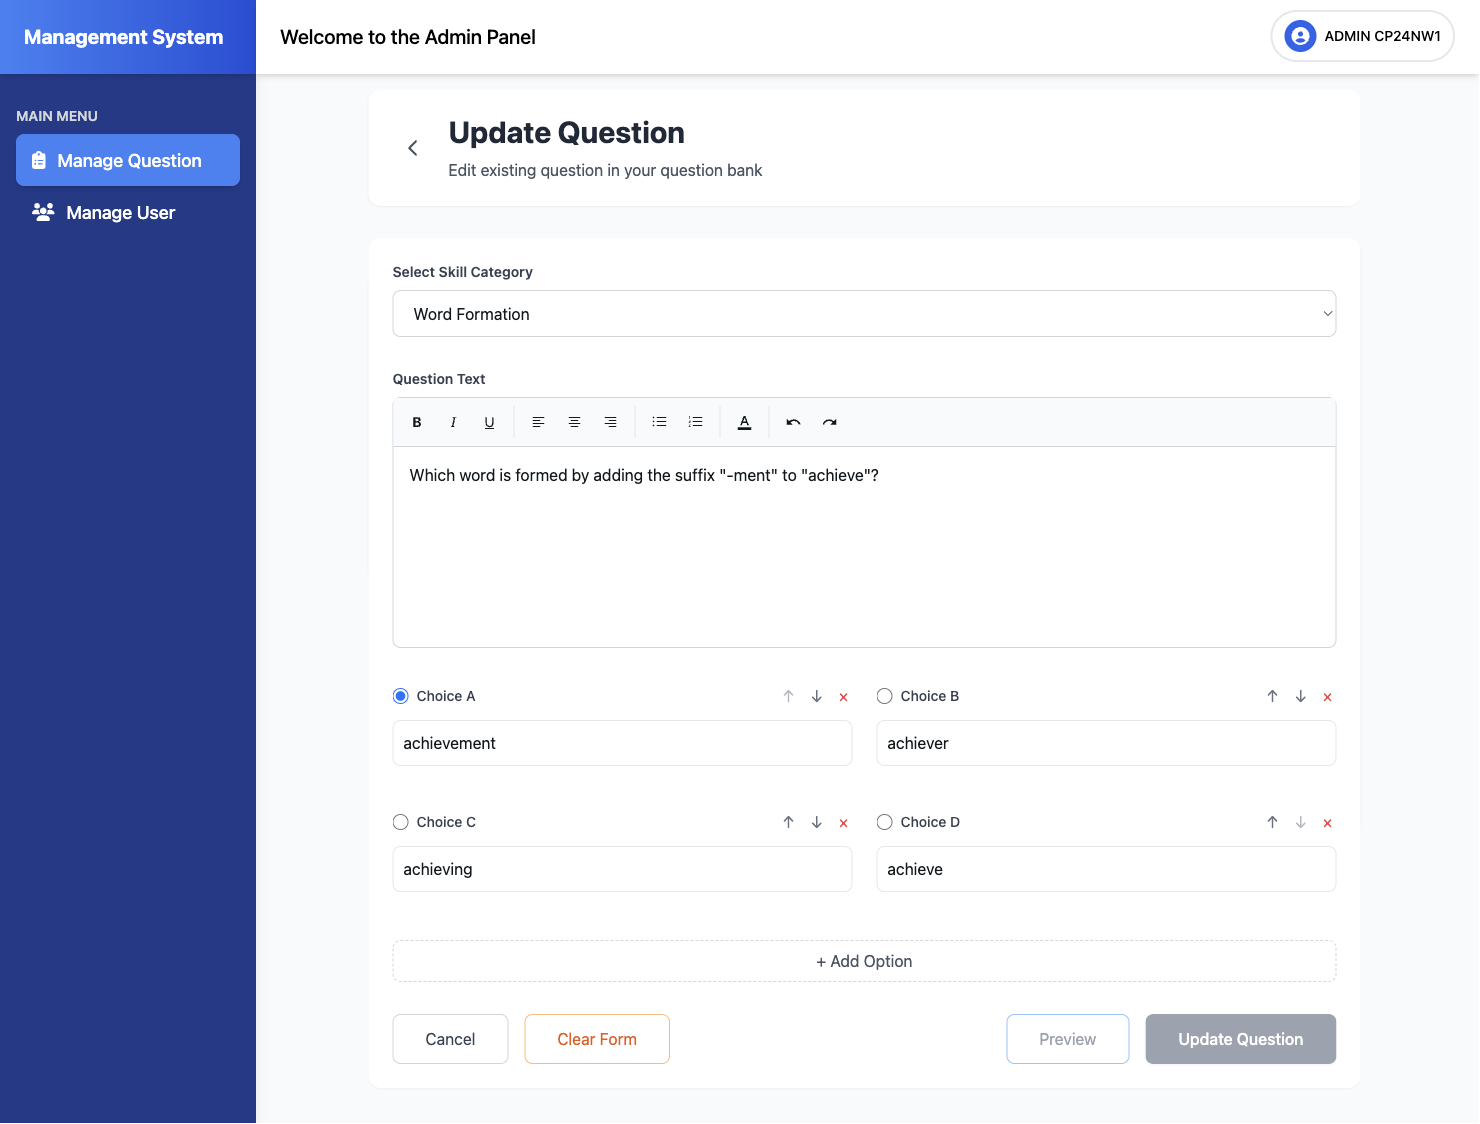 Management System
Welcome to the Admin Panel
ADMIN CP24NW1
MAIN MENU
Manage Question
Manage User
Update Question
Edit existing question in your question bank
Select Skill Category
Word Formation
Question Text
B I U A
Which word is formed by adding the suffix "-ment" to "achieve"?
Choice A
Choice B
achievement
achiever
Choice C
Choice D
achieving
achieve
+ Add Option
Cancel
Clear Form
Preview
Update Question